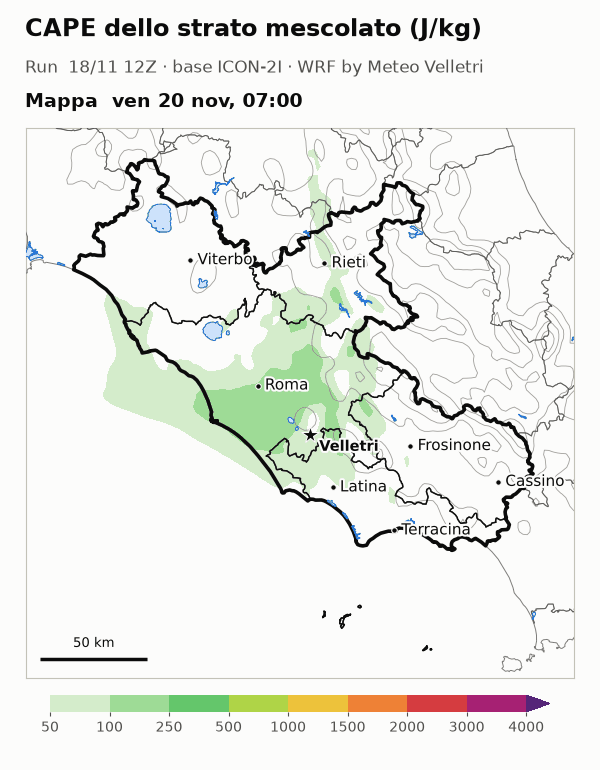 CAPE dello strato mescolato (J/kg)
Run 18/11 12Z · base ICON-2I · WRF by Meteo Velletri
Mappa ven 20 nov, 07:00
Viterbo
Rieti
Roma
Velletri
Frosinone
Cassino
Latina
Terracina
50 km
50 100 250 500 1000 1500 2000 3000 4000